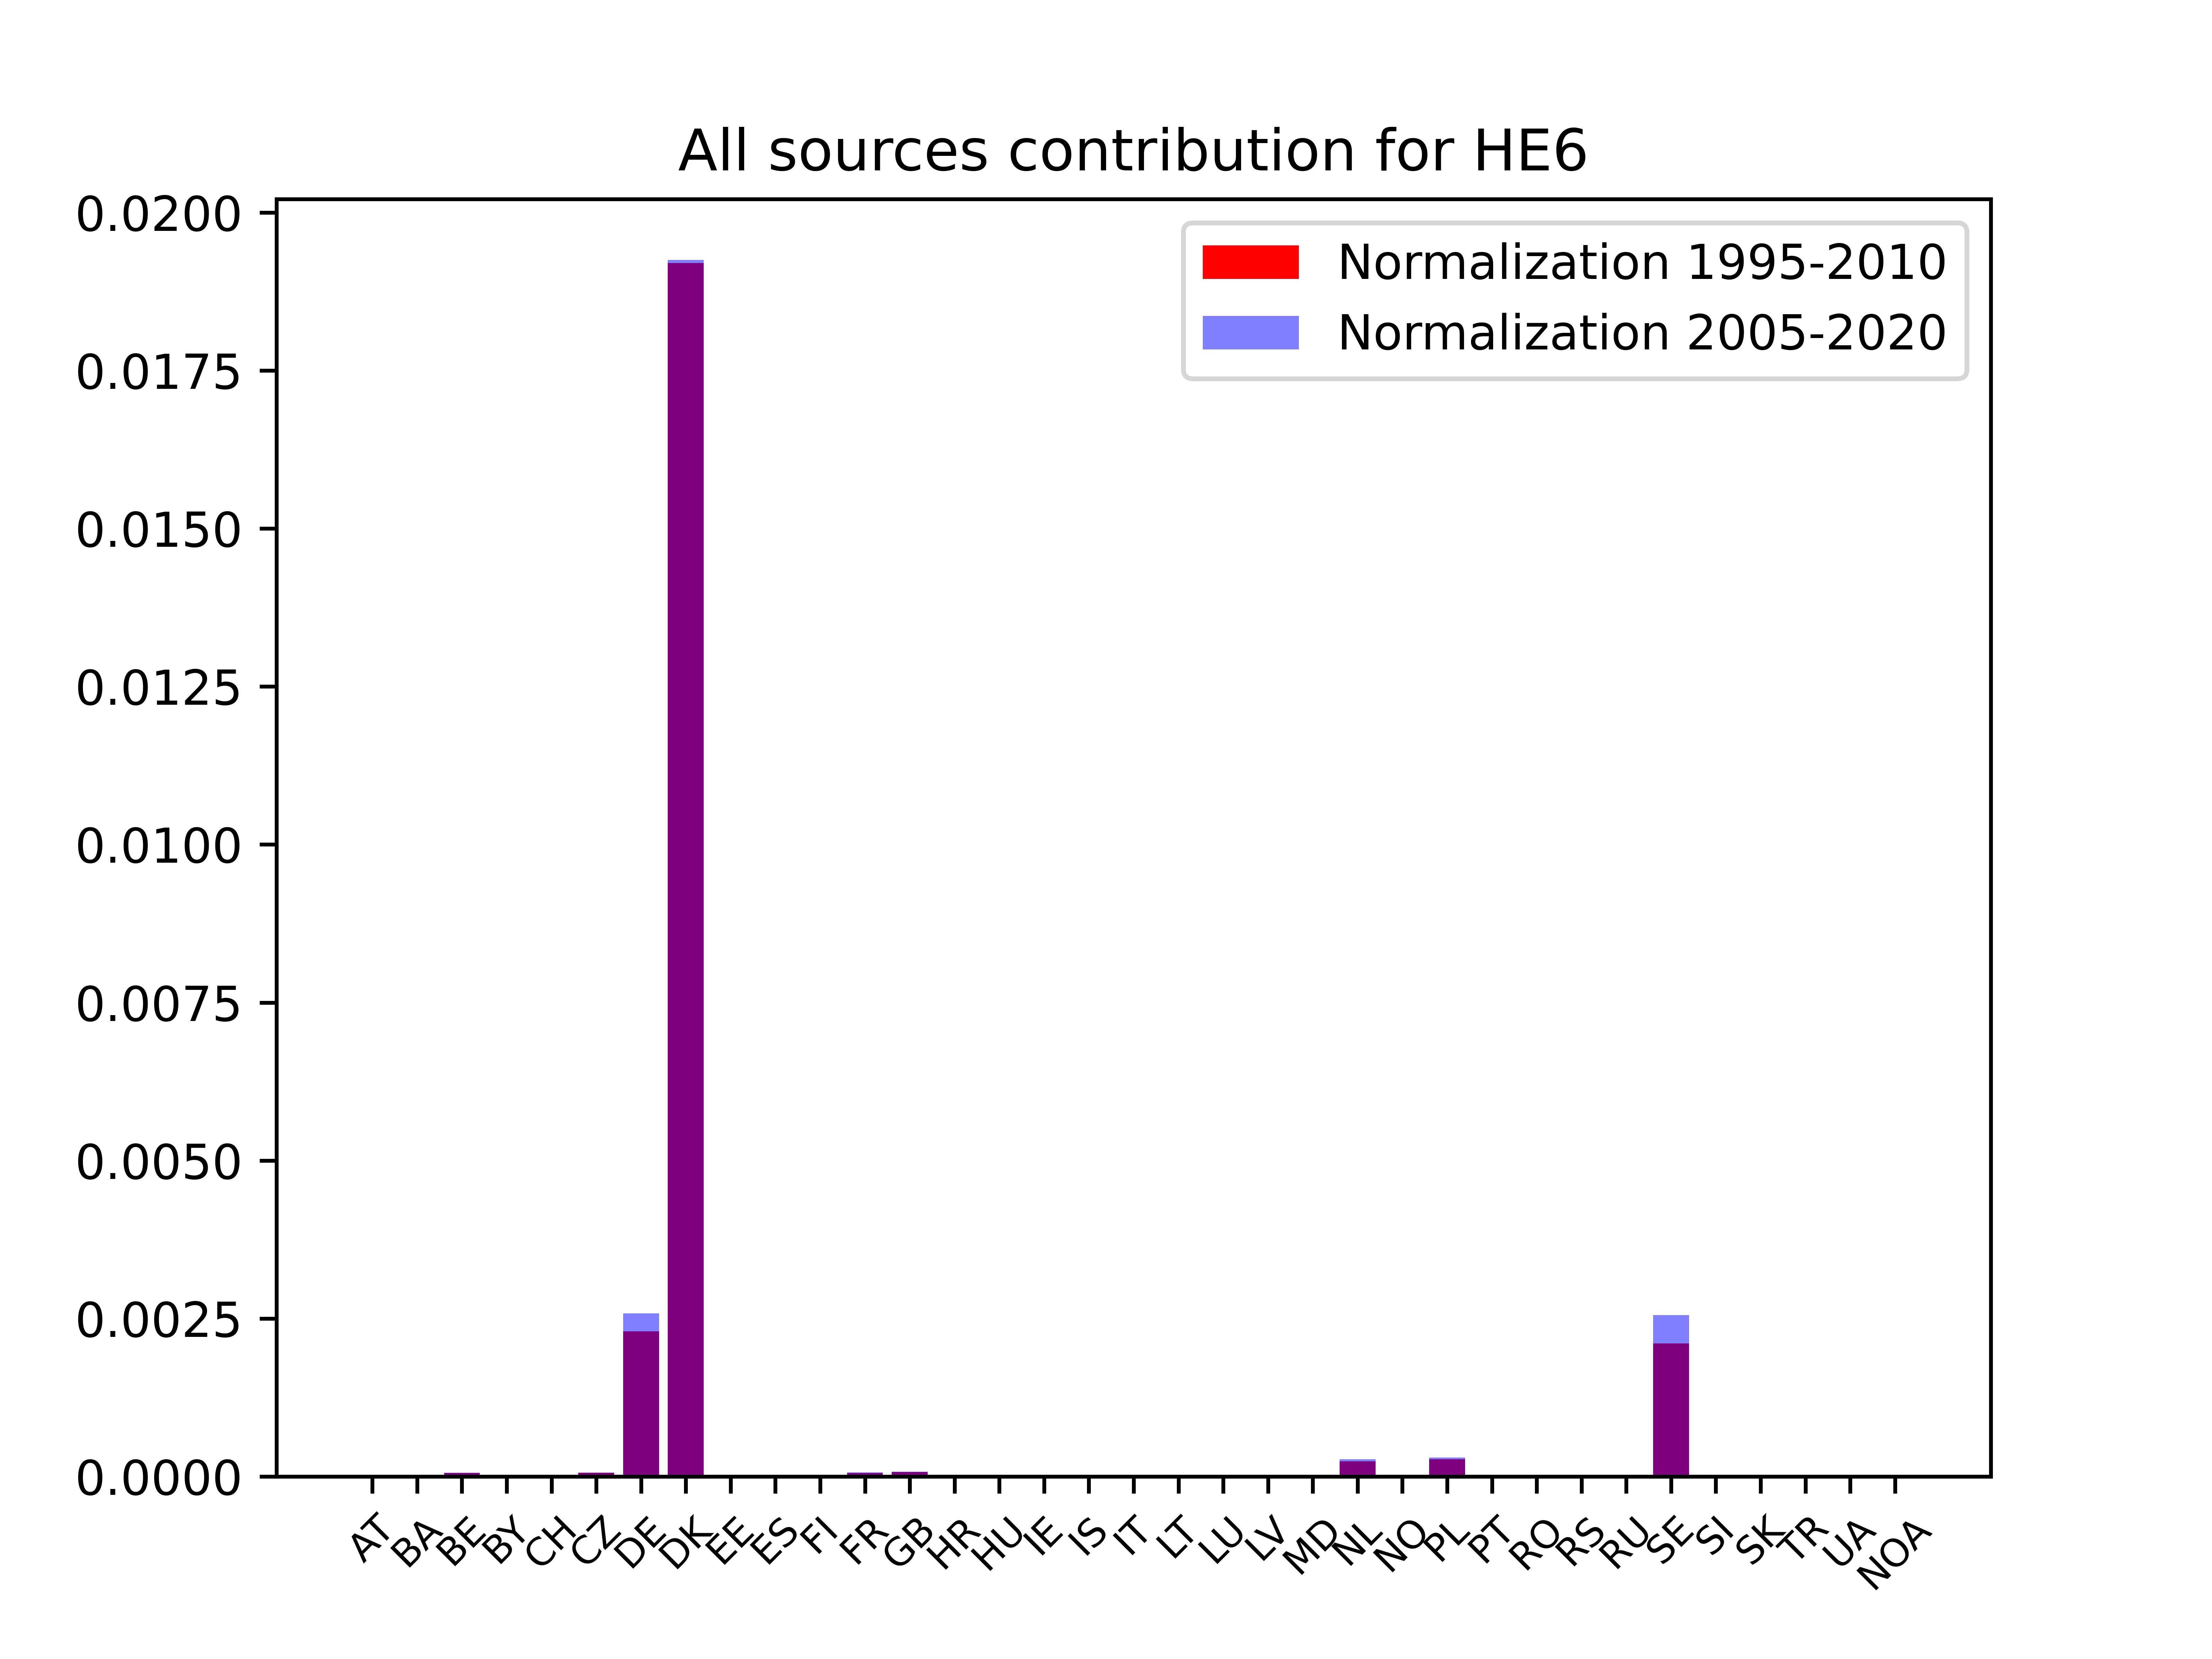 All sources contribution for HE6
Normalization 1995-2010
Normalization 2005-2020
0.0200
0.0175
0.0150
0.0125
0.0100
0.0075
0.0050
0.0025
0.0000
AT BA BE BY CH CZ DE DK EE ES FI FR GB HR HU IE IS IT LT LU LV MD NL NO PL PT RO RS RU SE SI SK TR UA NOA